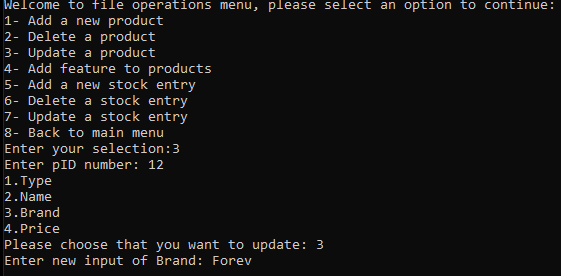 Welcome to file operations menu, please select an option to continue:
1- Add a new product
2- Delete a product
3- Update a product
4- Add feature to products
5- Add a new stock entry
6- Delete a stock entry
7- Update a stock entry
8- Back to main menu
Enter your selection:3
Enter pID number: 12
1.Type
2.Name
3.Brand
4.Price
Please choose that you want to update: 3
Enter new input of Brand: Forev